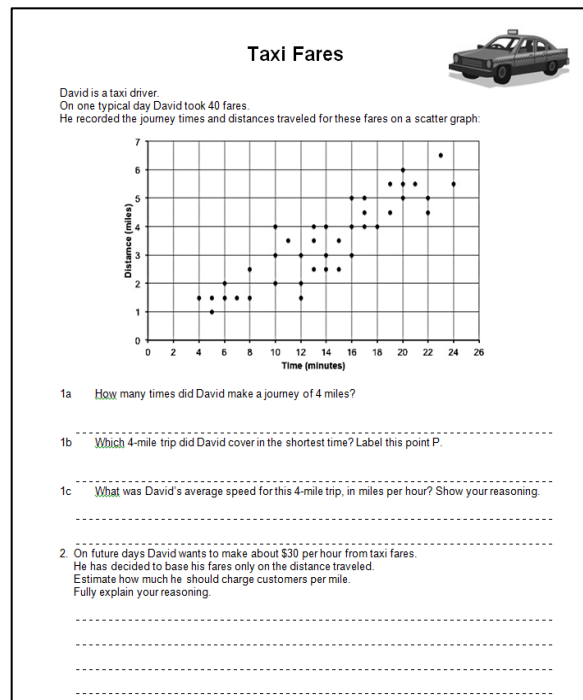 Taxi Fares
David is a taxi driver.
On one typical day David took 40 fares.
He recorded the journey times and distances traveled for these fares on a scatter graph:
7
6
5
4
3
2
1
0
Distance (miles)
0 2 4 6 8 10 12 14 16 18 20 22 24 26
Time (minutes)
1a How many times did David make a journey of 4 miles?
1b Which 4-mile trip did David cover in the shortest time? Label this point P.
1c What was David's average speed for this 4-mile trip, in miles per hour? Show your reasoning.
2. On future days David wants to make about $30 per hour from taxi fares.
He has decided to base his fares only on the distance traveled.
Estimate how much he should charge customers per mile.
Fully explain your reasoning.